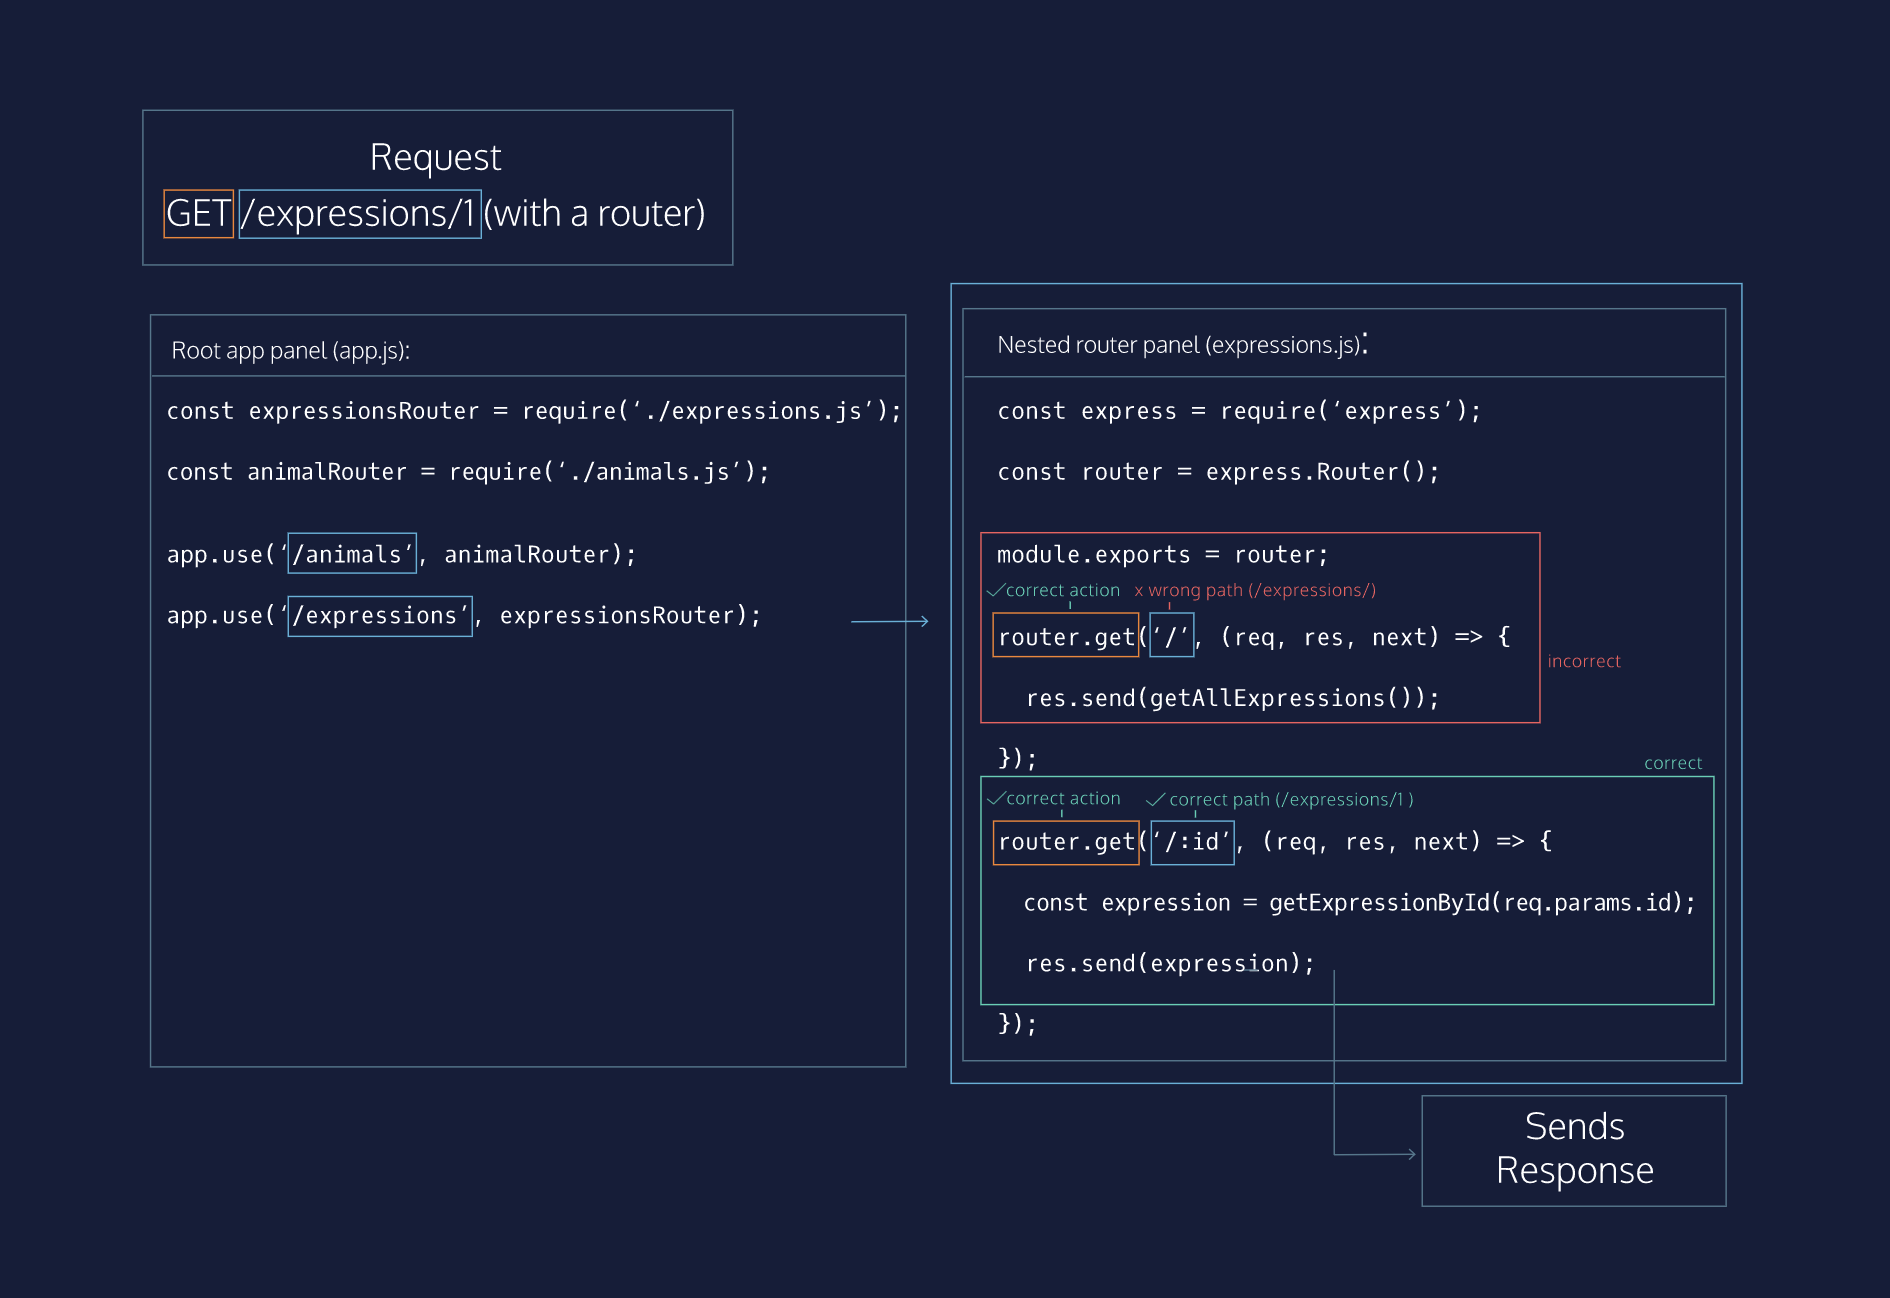 Request
GET /expressions/1 (with a router)
Root app panel (app.js):
const expressionsRouter = require(‘./expressions.js’);
const animalRouter = require(‘./animals.js’);
app.use(‘/animals’, animalRouter);
app.use(‘/expressions’, expressionsRouter);
Nested router panel (expressions.js):
const express = require(‘express’);
const router = express.Router();
module.exports = router;
✓correct action x wrong path (/expressions/)
router.get(‘/’, (req, res, next) => {
incorrect
res.send(getAllExpressions());
});
correct
✓correct action ✓ correct path (/expressions/1 )
router.get(‘/:id’, (req, res, next) => {
const expression = getExpressionById(req.params.id);
res.send(expression);
});
Sends
Response